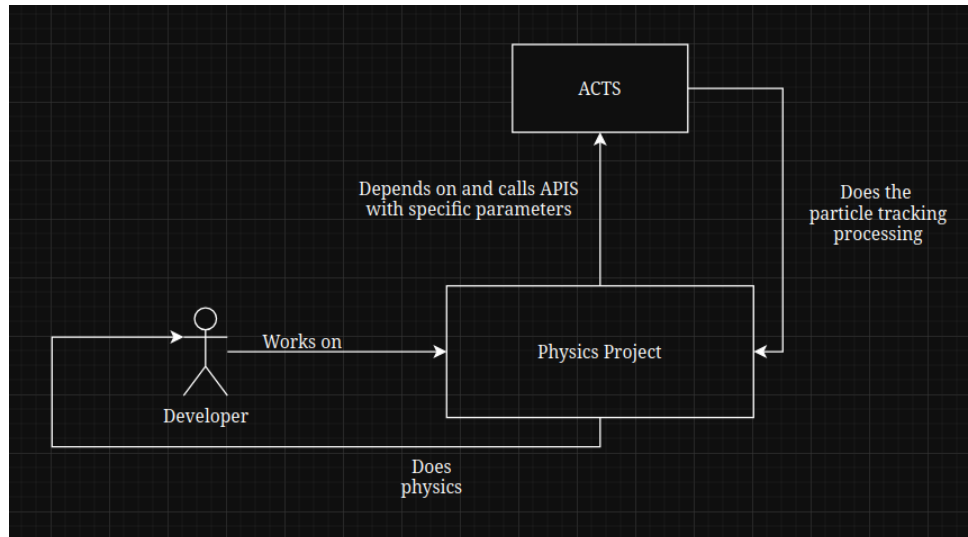 ACTS
Depends on and calls APIS
with specific parameters
Does the
particle tracking
processing
Works on
Physics Project
Developer
Does
physics